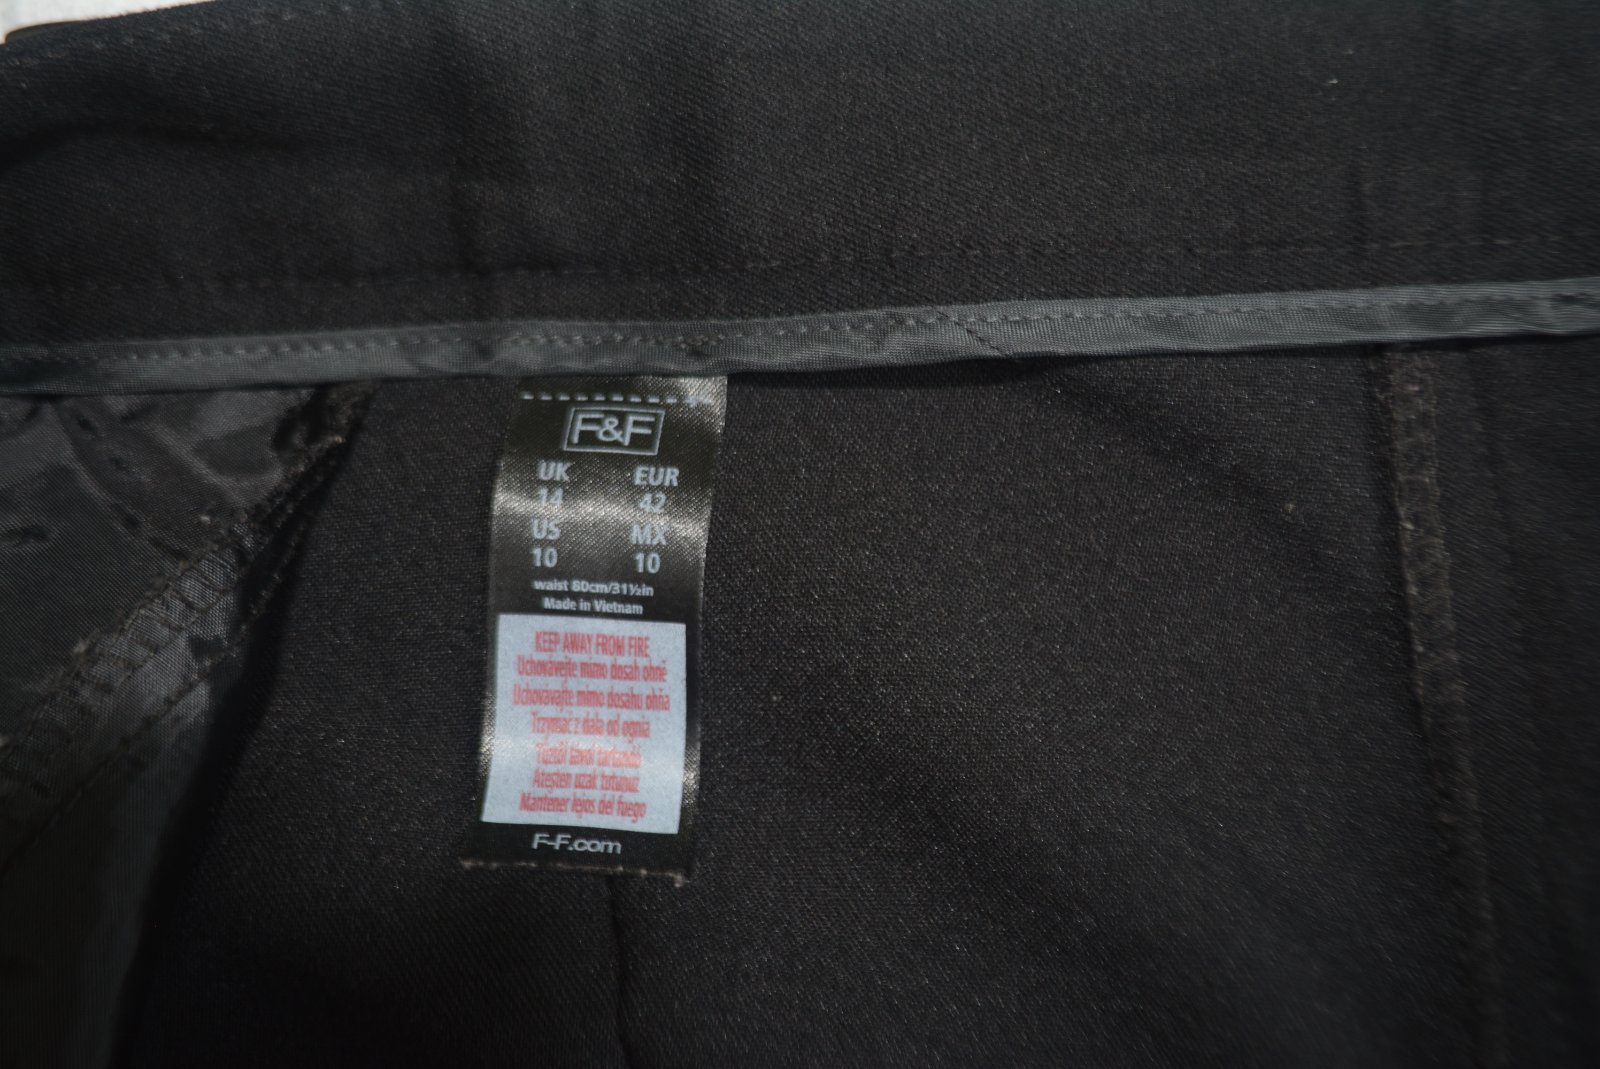 F&F
UK EUR
14 42
US MX
10 10
waist 80cm/31½in
Made in Vietnam
KEEP AWAY FROM FIRE
Uchovávejte mimo dosah ohně
Uchovávajte mimo dosahu ohňa
Trzymać z dala od ognia
Tűztől távol tartandó
Ateşten uzak tutunuz
Mantener lejos del fuego
F-F.com